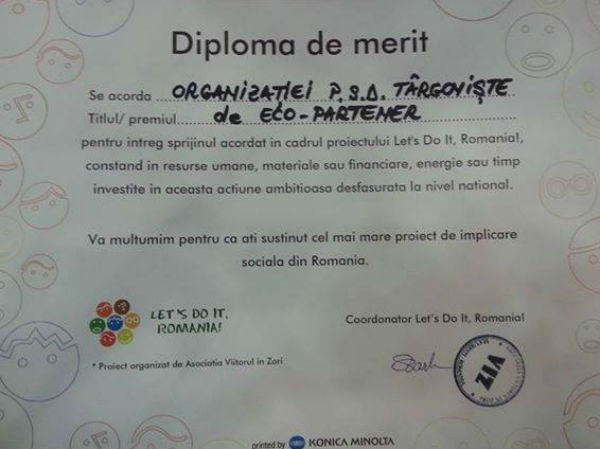 Diploma de merit
Se acorda ORGANIZAȚIEI P.S.D. TÂRGOVIȘTE
Titlul/ premiul de ECO-PARTENER
pentru intreg sprijinul acordat in cadrul proiectului Let's Do It, Romania!,
constand in resurse umane, materiale sau financiare, energie sau timp
investite in aceasta actiune ambitioasa desfasurata la nivel national.
Va multumim pentru ca ati sustinut cel mai mare proiect de implicare
sociala din Romania.
LET'S DO IT,
ROMANIA!
Coordonator Let's Do It, Romania!
* Proiect organizat de Asociatia Viitorul in Zori
VIZ
printed by KONICA MINOLTA